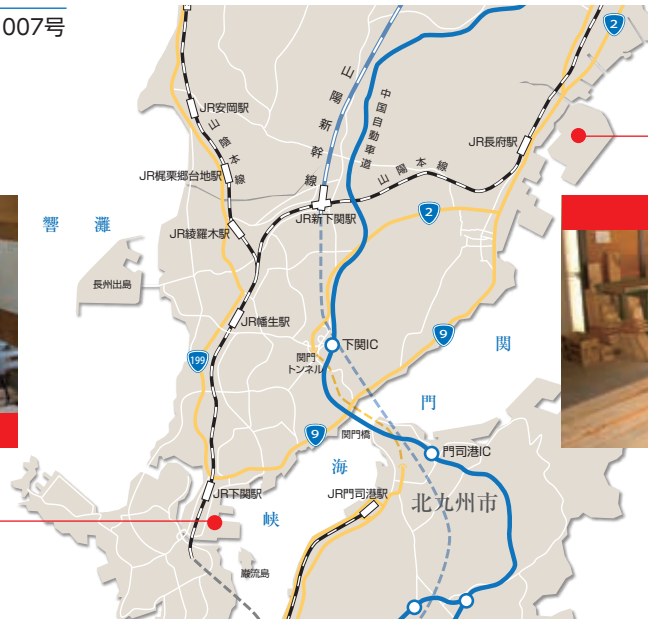 007号
2
JR安岡駅
山陽新幹線
中国自動車道
山陰本線
JR長府駅
山陽本線
JR梶栗郷台地駅
JR新下関駅
2
響灘
JR綾羅木駅
長州出島
JR幡生駅
9
関門海峡
下関IC
199
関門
トンネル
9
関門橋
門司港IC
JR下関駅
JR門司港駅
北九州市
巌流島